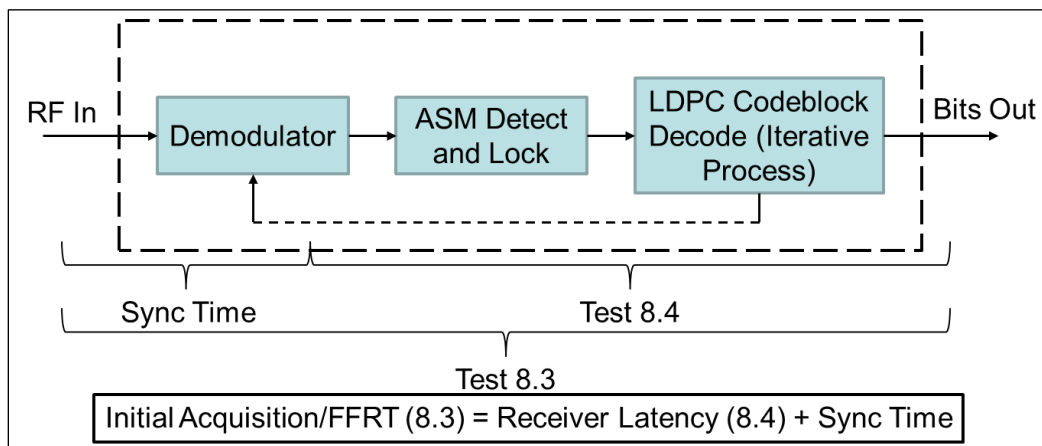 RF In
Demodulator
ASM Detect
and Lock
LDPC Codeblock
Decode (Iterative
Process)
Bits Out
Sync Time
Test 8.4
Test 8.3
Initial Acquisition/FFRT (8.3) = Receiver Latency (8.4) + Sync Time